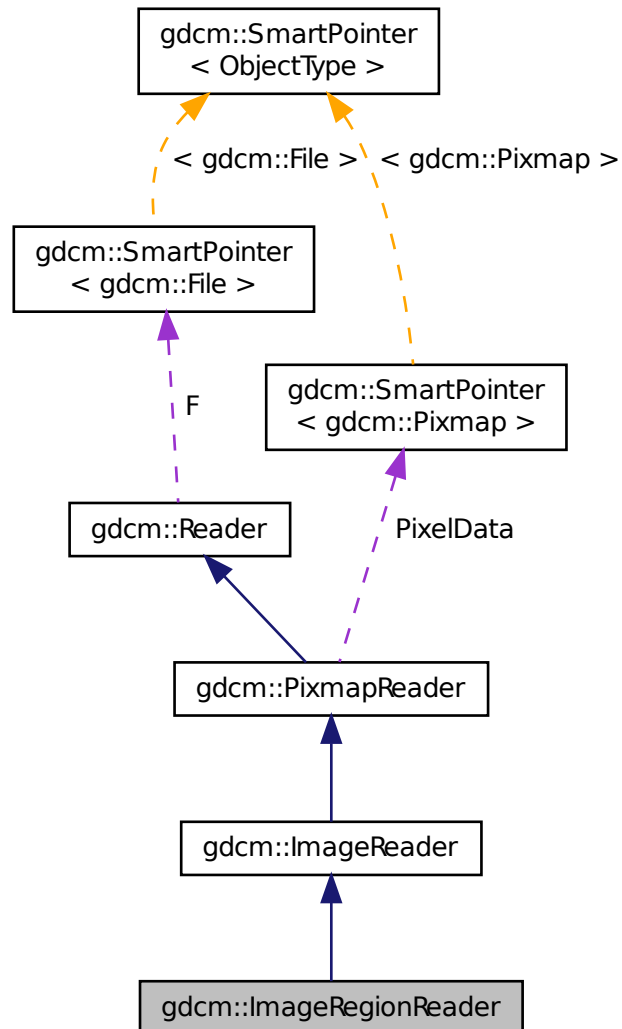 gdcm::SmartPointer
< ObjectType >
< gdcm::File >
< gdcm::Pixmap >
gdcm::SmartPointer
< gdcm::File >
gdcm::SmartPointer
< gdcm::Pixmap >
F
gdcm::Reader
PixelData
gdcm::PixmapReader
gdcm::ImageReader
gdcm::ImageRegionReader